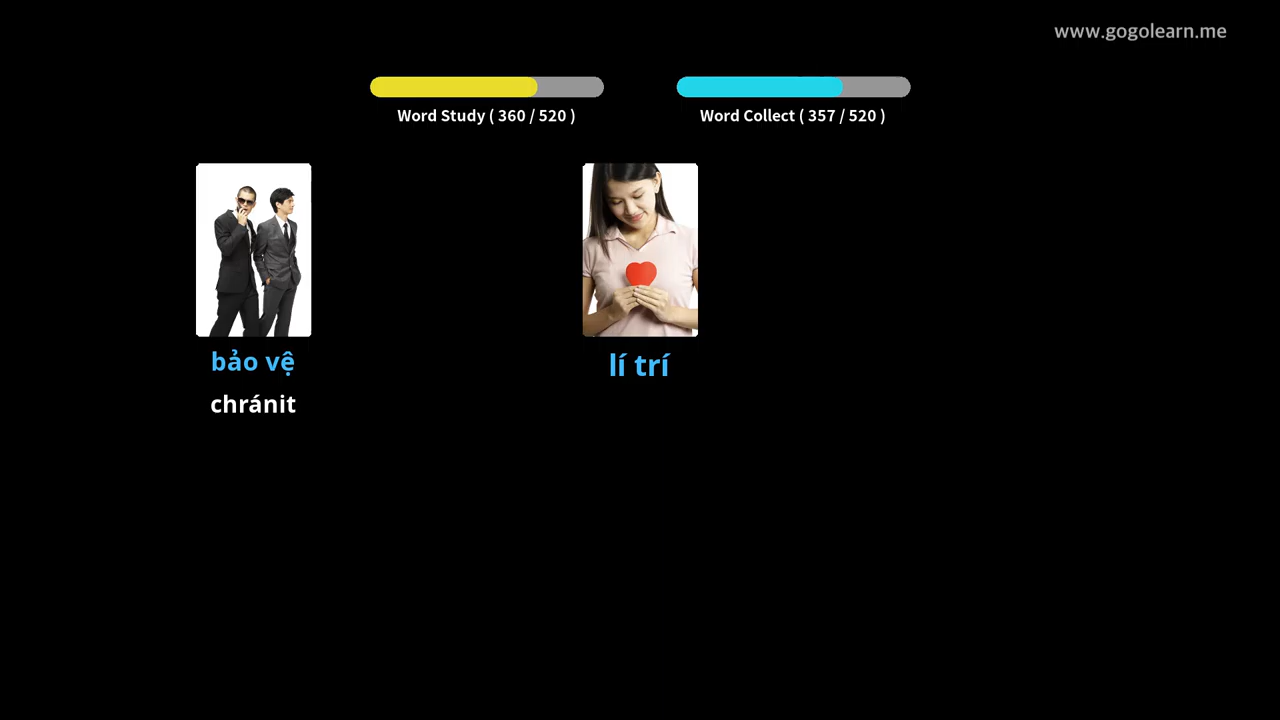 www.gogolearn.me
Word Study ( 360 / 520 )
Word Collect ( 357 / 520 )
bảo vệ
chránit
lí trí